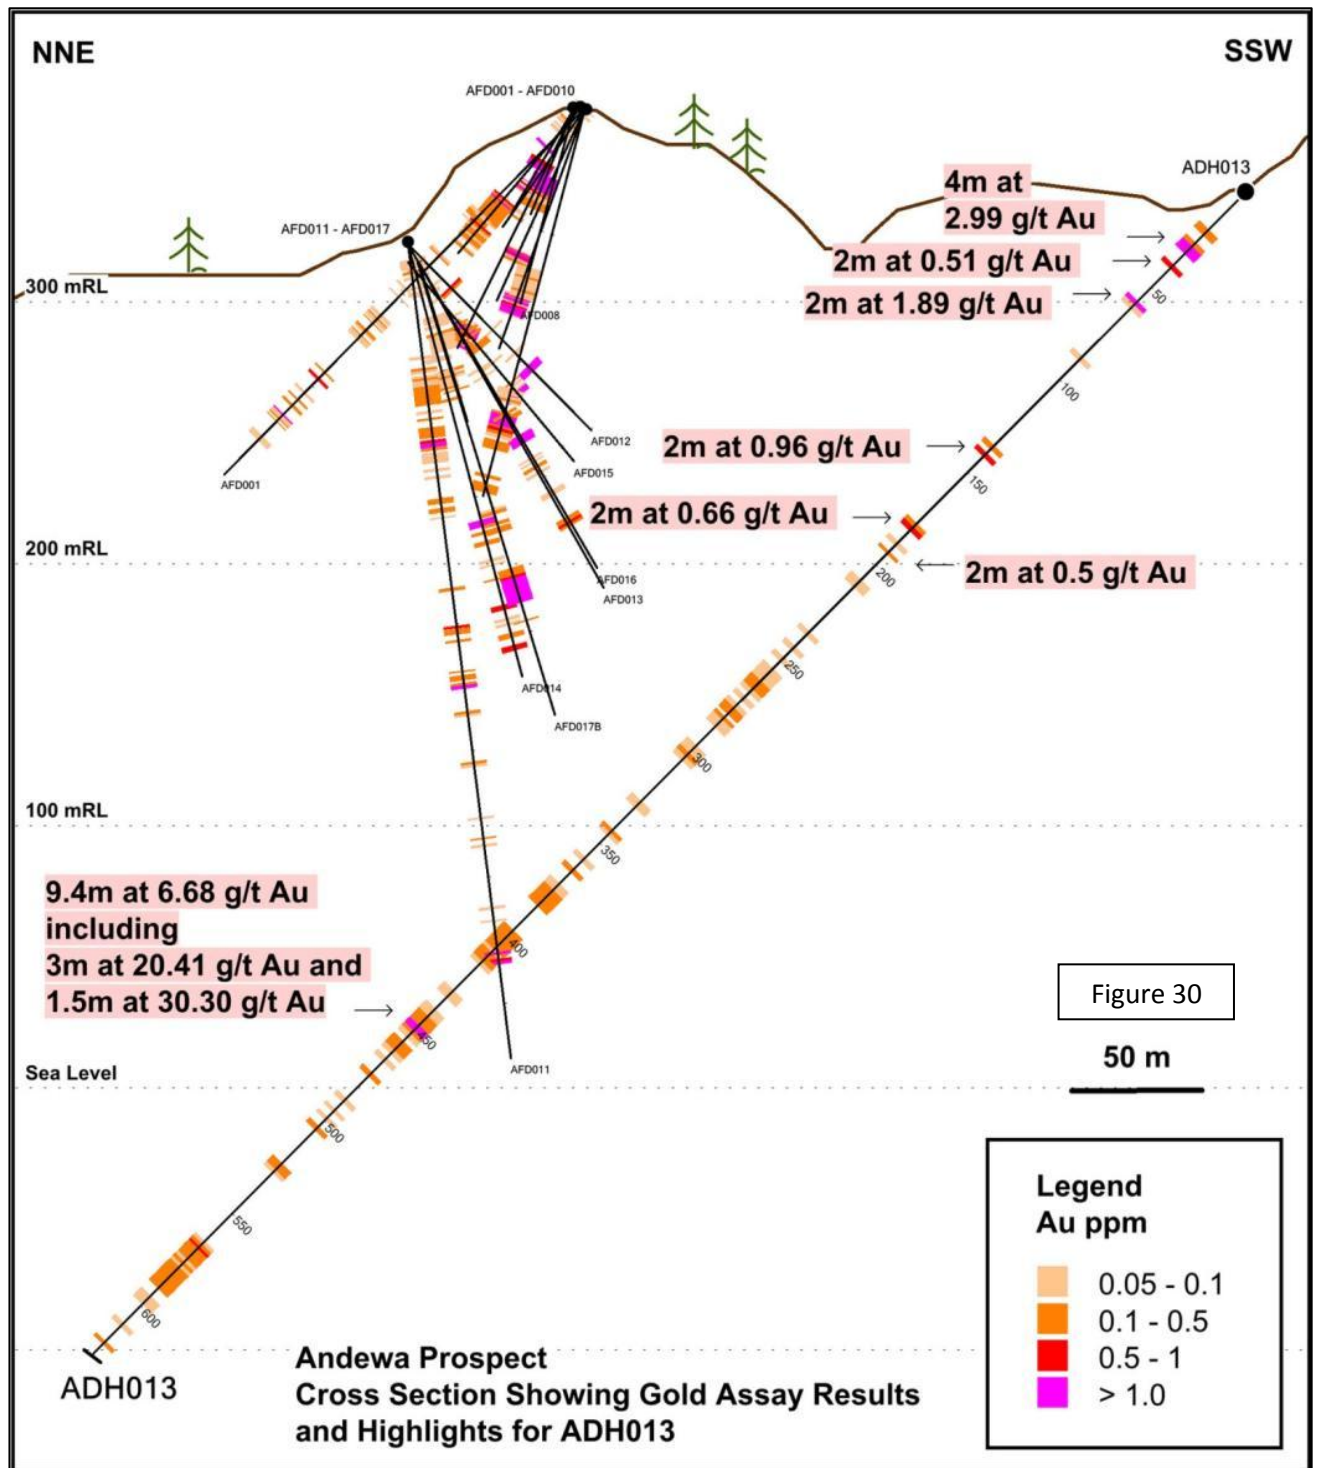 NNE
SSW
AFD001 - AFD010
ADH013
4m at
2.99 g/t Au
AFD011 - AFD017
2m at 0.51 g/t Au
300 mRL
2m at 1.89 g/t Au
50
AFD008
100
AFD012
2m at 0.96 g/t Au
AFD015
AFD001
150
2m at 0.66 g/t Au
200 mRL
AFD016
2m at 0.5 g/t Au
200
AFD013
250
AFD014
AFD017B
300
100 mRL
350
9.4m at 6.68 g/t Au
including
3m at 20.41 g/t Au and
1.5m at 30.30 g/t Au
400
Figure 30
450
50 m
Sea Level
AFD011
500
Legend
Au ppm
550
0.05 - 0.1
0.1 - 0.5
0.5 - 1
> 1.0
600
ADH013
Andewa Prospect
Cross Section Showing Gold Assay Results
and Highlights for ADH013